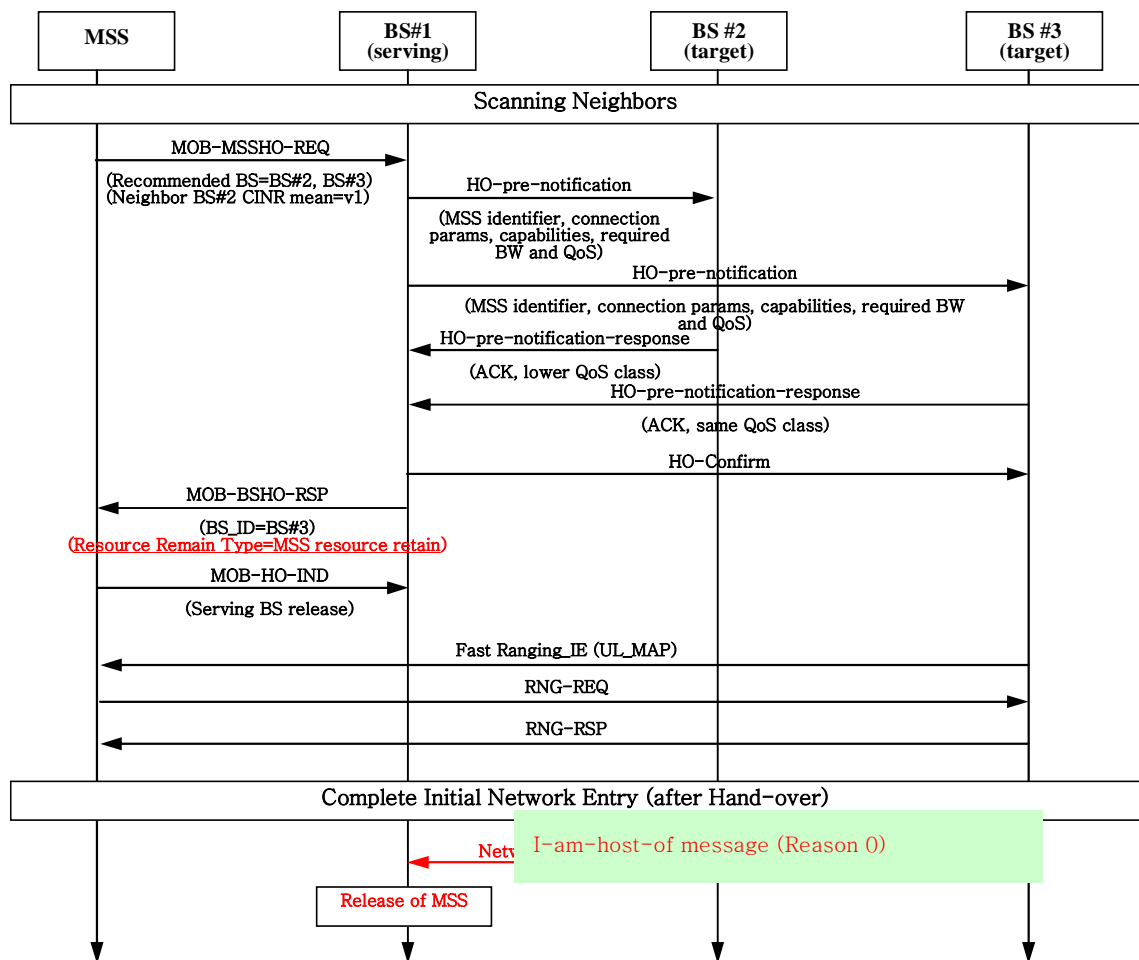 MSS
BS#1
(serving)
BS #2
(target)
BS #3
(target)
Scanning Neighbors
MOB-MSSHO-REQ
(Recommended BS=BS#2, BS#3)
(Neighbor BS#2 CINR mean=v1)
HO-pre-notification
(MSS identifier, connection
params, capabilities, required
BW and QoS)
HO-pre-notification
(MSS identifier, connection params, capabilities, required BW
and QoS)
HO-pre-notification-response
(ACK, lower QoS class)
HO-pre-notification-response
(ACK, same QoS class)
HO-Confirm
MOB-BSHO-RSP
(BS_ID=BS#3)
(Resource Remain Type=MSS resource retain)
MOB-HO-IND
(Serving BS release)
Fast Ranging_IE (UL_MAP)
RNG-REQ
RNG-RSP
Complete Initial Network Entry (after Hand-over)
I-am-host-of message (Reason 0)
Release of MSS